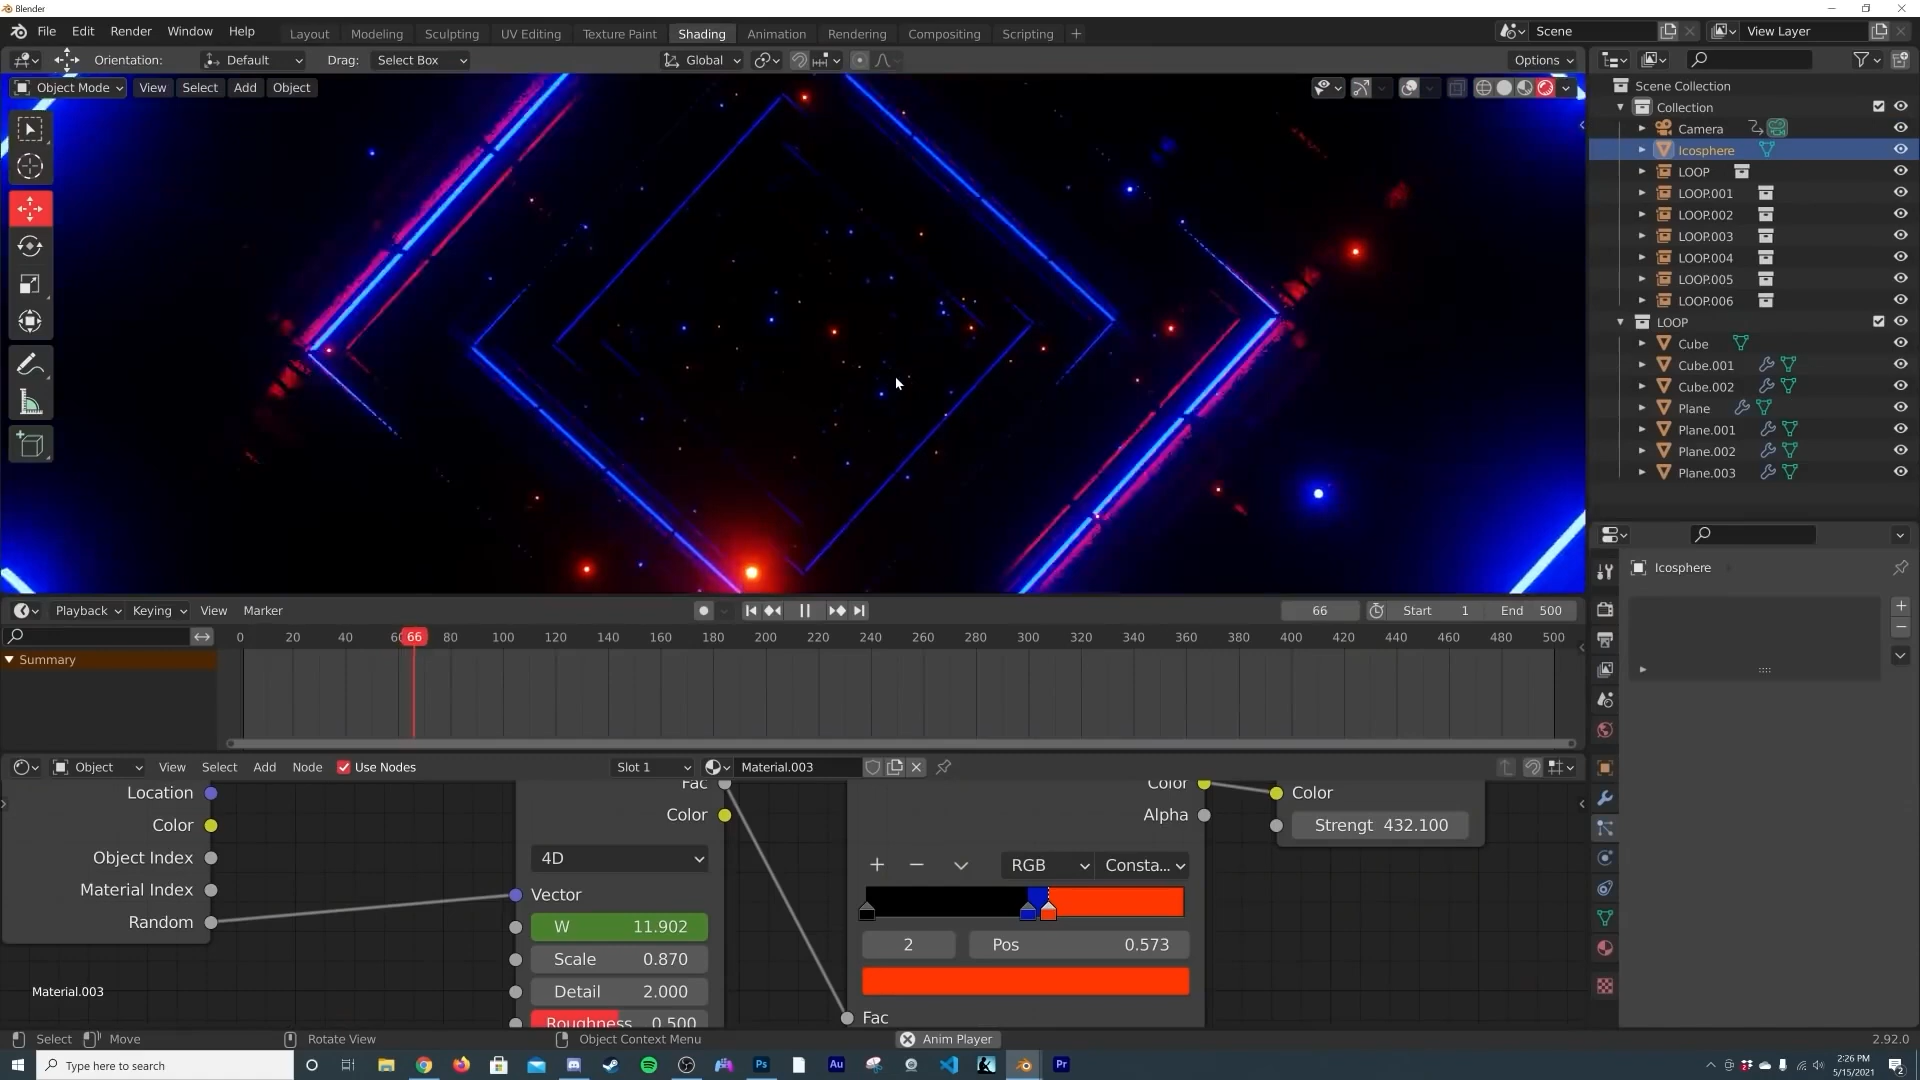 Blender
File Edit Render Window Help Layout Modeling Sculpting UV Editing Texture Paint Shading Animation Rendering Compositing Scripting + Scene View Layer
Orientation: Default Drag: Select Box Global Options
Object Mode View Select Add Object
Scene Collection
Collection
Camera
Icosphere
LOOP
LOOP.001
LOOP.002
LOOP.003
LOOP.004
LOOP.005
LOOP.006
LOOP
Cube
Cube.001
Cube.002
Plane
Plane.001
Plane.002
Plane.003
Icosphere
Playback Keying View Marker 66 Start 1 End 500
0 20 40 60 66 80 100 120 140 160 180 200 220 240 260 280 300 320 340 360 380 400 420 440 460 480 500
Summary
Object View Select Add Node Use Nodes Slot 1 Material.003
Location
Color
Object Index
Material Index
Random
Fac
Color
4D
Vector
W 11.902
Scale 0.870
Detail 2.000
Roughness 0.500
Color
Alpha
RGB Consta...
2 Pos 0.573
Fac
Color
Strengt 432.100
Material.003
Select Move Rotate View Object Context Menu Anim Player 2.92.0
Type here to search
Ps Au Pr
2:26 PM
5/15/2021
2